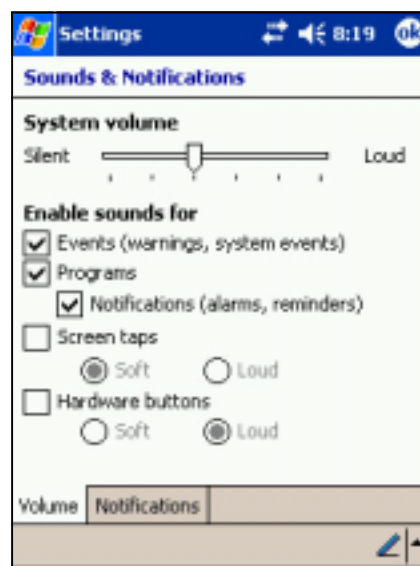 Settings 8:19 ok
Sounds & Notifications
System volume
Silent Loud
Enable sounds for
Events (warnings, system events)
Programs
Notifications (alarms, reminders)
Screen taps
Soft Loud
Hardware buttons
Soft Loud
Volume Notifications